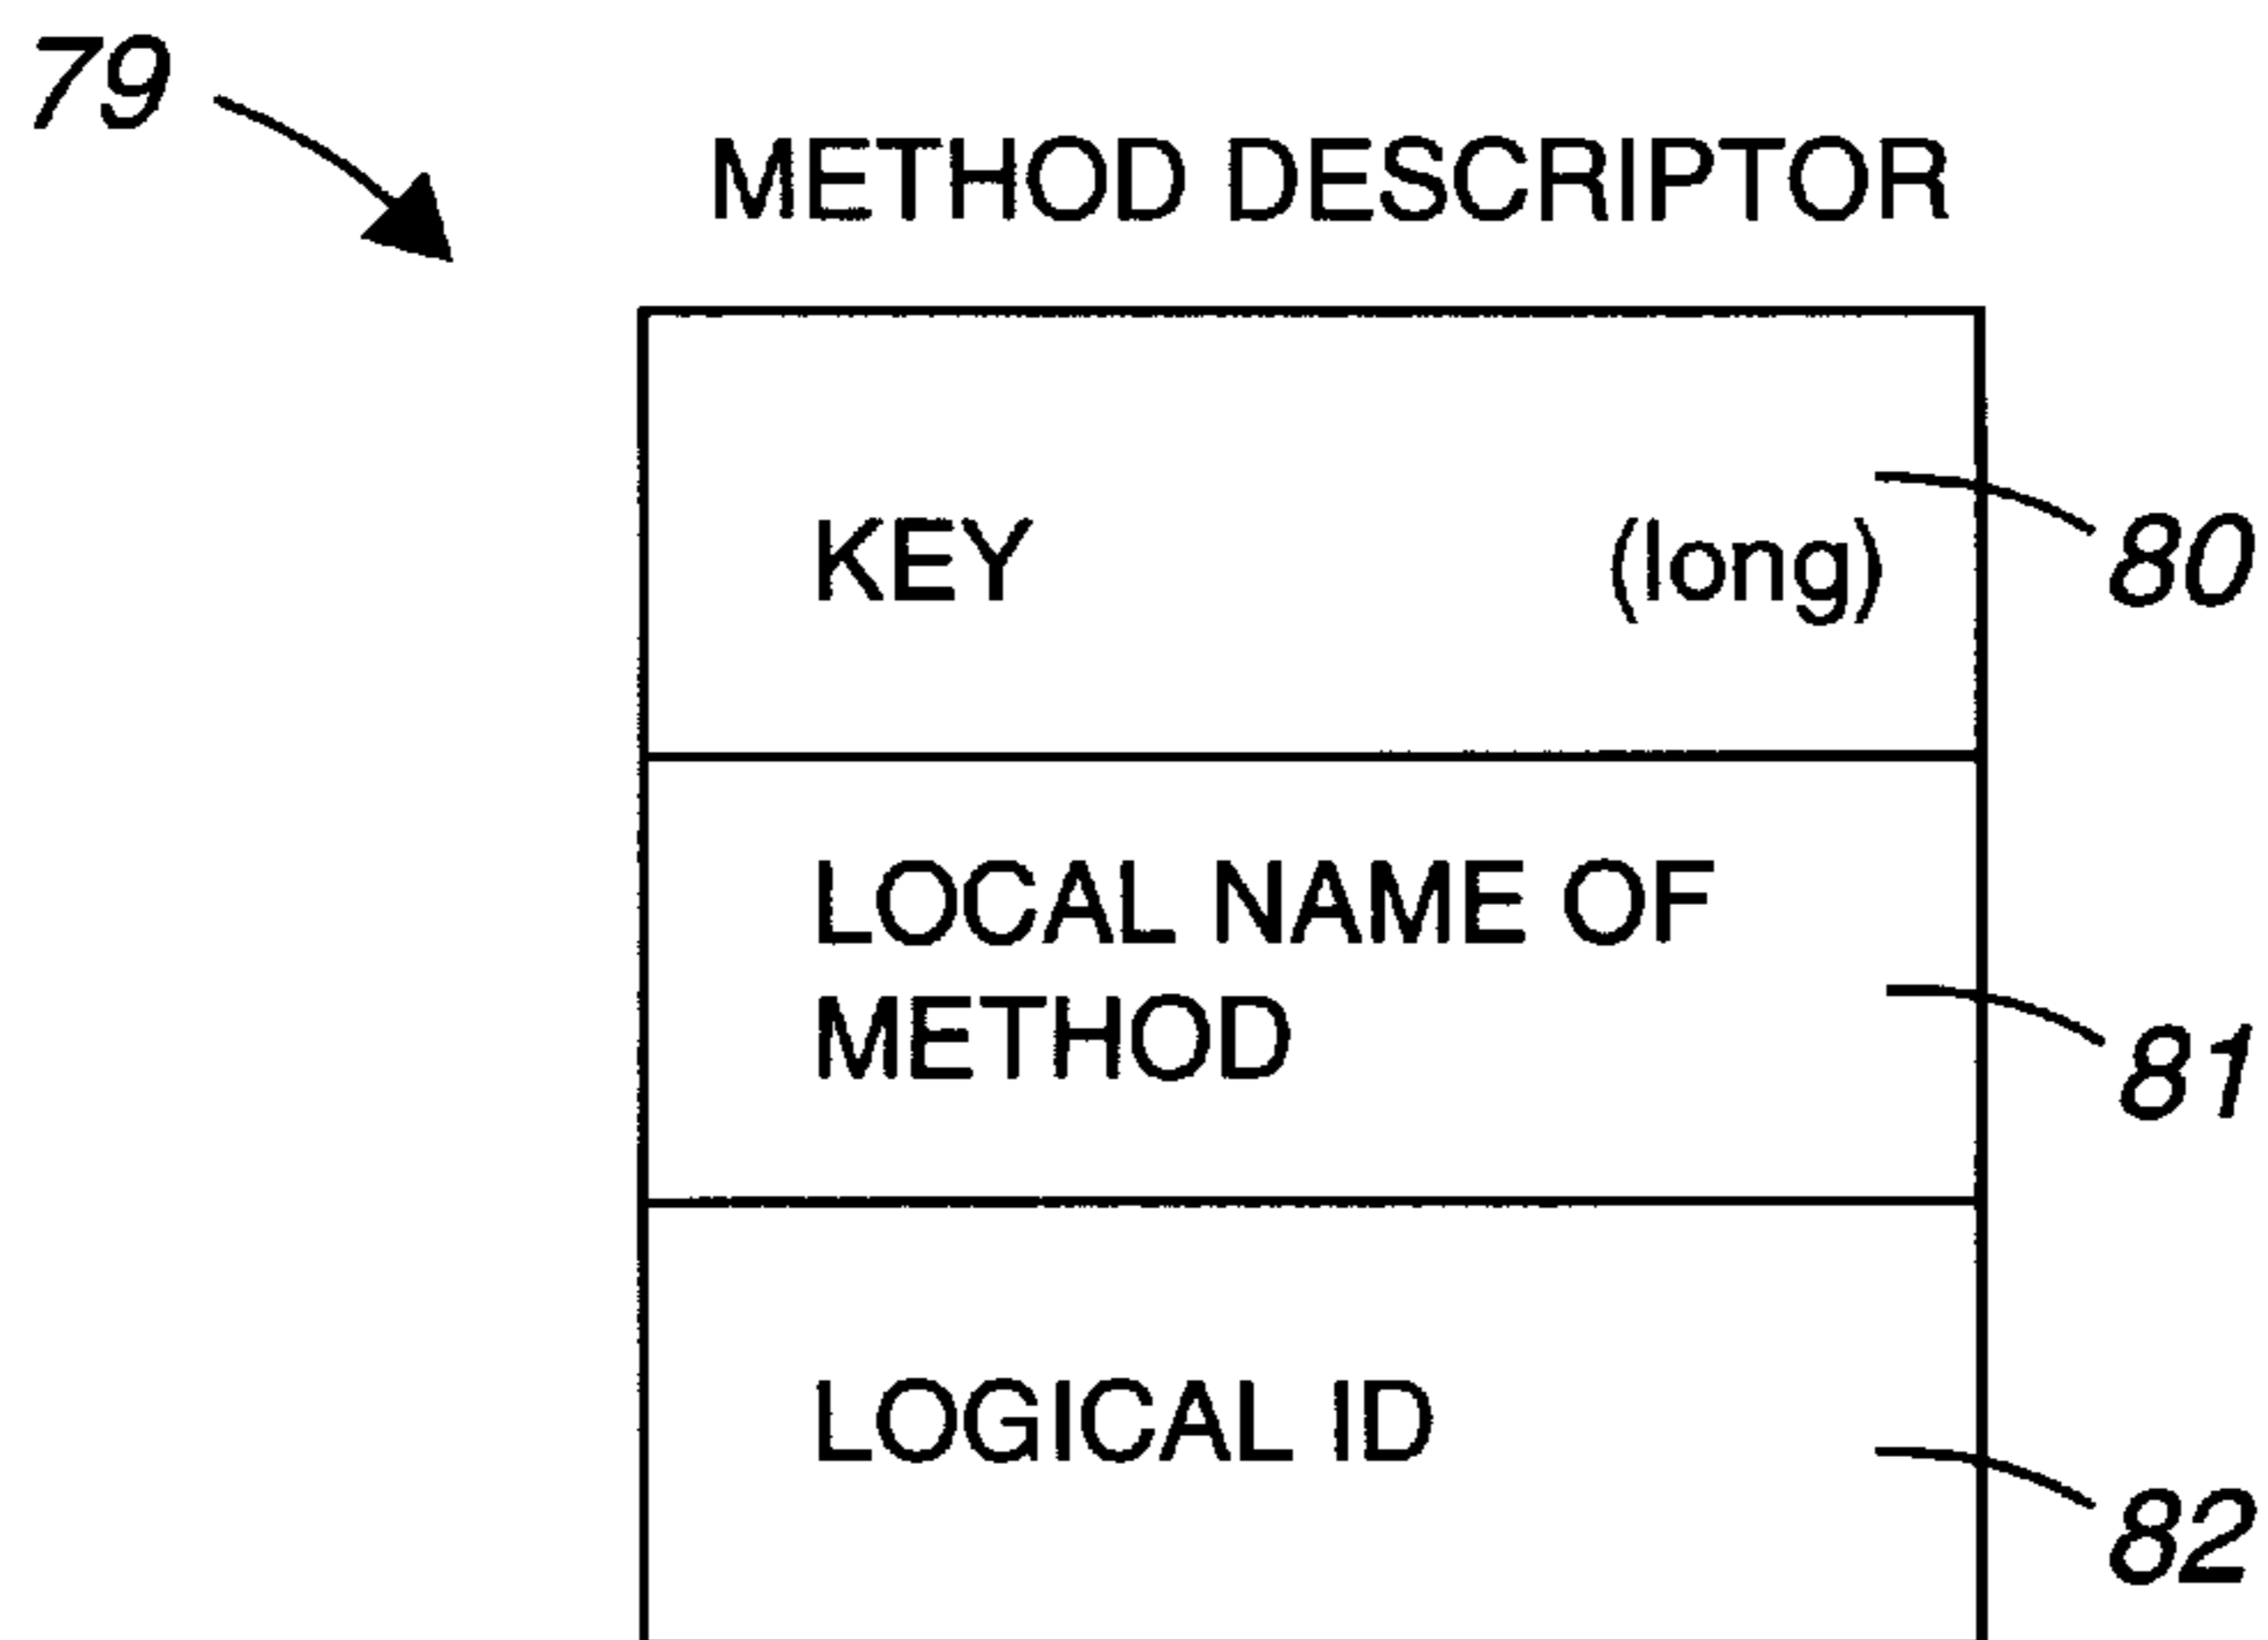 79
METHOD DESCRIPTOR
KEY (long) 80
LOCAL NAME OF
METHOD
81
LOGICAL ID
82